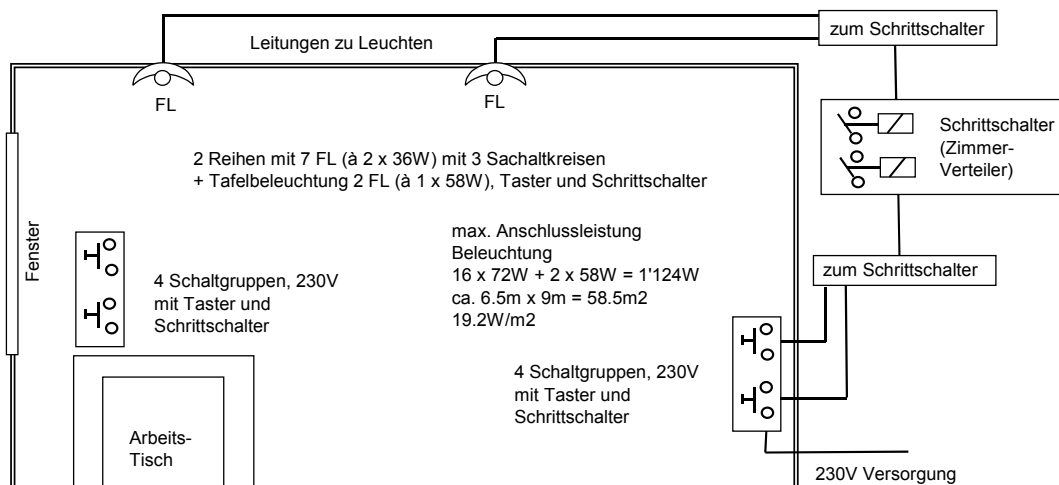 zum Schrittschalter
Leitungen zu Leuchten
FL
FL
Schrittschalter
(Zimmer-
Verteiler)
2 Reihen mit 7 FL (à 2 x 36W) mit 3 Sachaltkreisen
+ Tafelbeleuchtung 2 FL (à 1 x 58W), Taster und Schrittschalter
Fenster
max. Anschlussleistung
Beleuchtung
16 x 72W + 2 x 58W = 1'124W
ca. 6.5m x 9m = 58.5m2
19.2W/m2
4 Schaltgruppen, 230V
mit Taster und
Schrittschalter
zum Schrittschalter
4 Schaltgruppen, 230V
mit Taster und
Schrittschalter
Arbeits-
Tisch
230V Versorgung